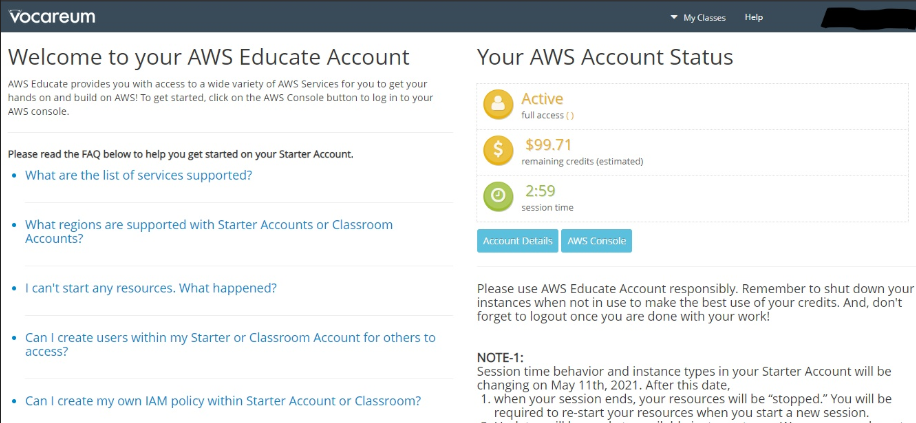 Vocareum
My Classes
Help
Welcome to your AWS Educate Account
AWS Educate provides you with access to a wide variety of AWS Services for you to get your
hands on and build on AWS! To get started, click on the AWS Console button to log in to your
AWS console.
Please read the FAQ below to help you get started on your Starter Account.
• What are the list of services supported?
• What regions are supported with Starter Accounts or Classroom
Accounts?
• I can't start any resources. What happened?
• Can I create users within my Starter or Classroom Account for others to
access?
• Can I create my own IAM policy within Starter Account or Classroom?
Your AWS Account Status
Active
full access ()
$99.71
remaining credits (estimated)
2:59
session time
Account Details
AWS Console
Please use AWS Educate Account responsibly. Remember to shut down your
instances when not in use to make the best use of your credits. And, don't
forget to logout once you are done with your work!
NOTE-1:
Session time behavior and instance types in your Starter Account will be
changing on May 11th, 2021. After this date,
1. when your session ends, your resources will be “stopped.” You will be
required to re-start your resources when you start a new session.